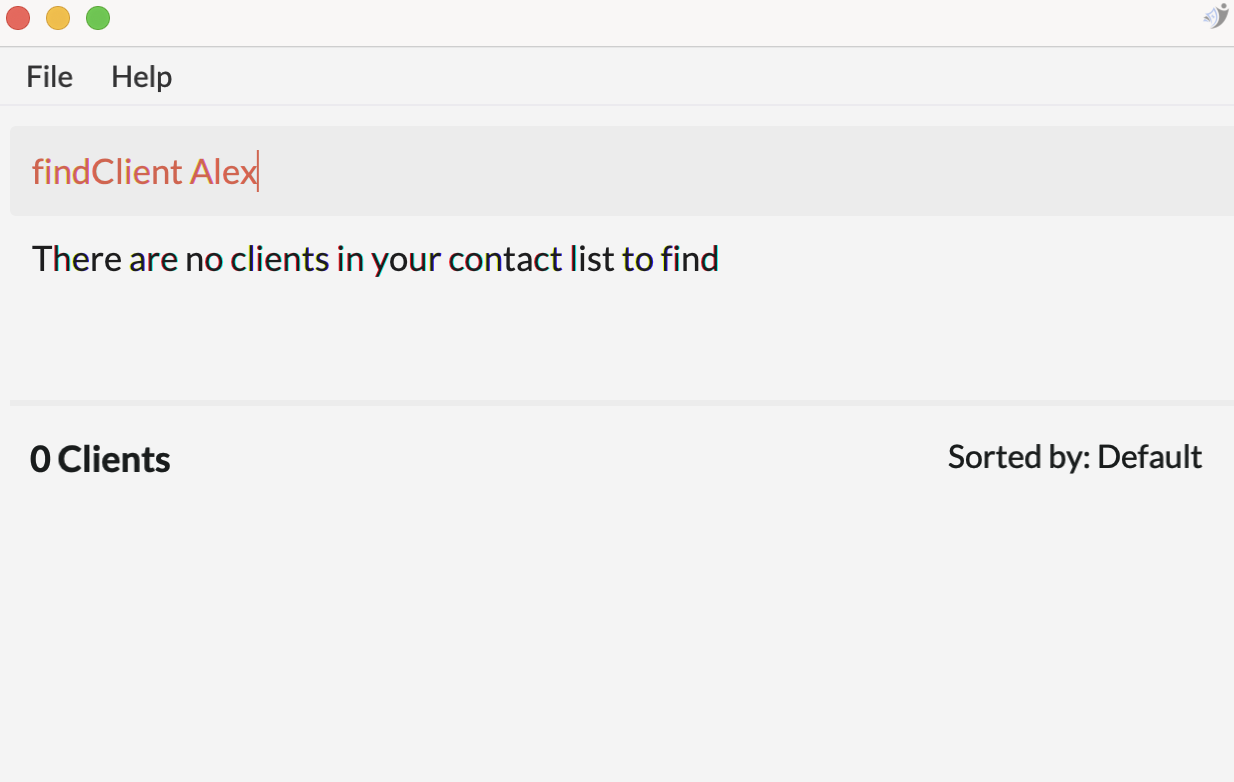 File Help
findClient Alex
There are no clients in your contact list to find
0 Clients Sorted by: Default